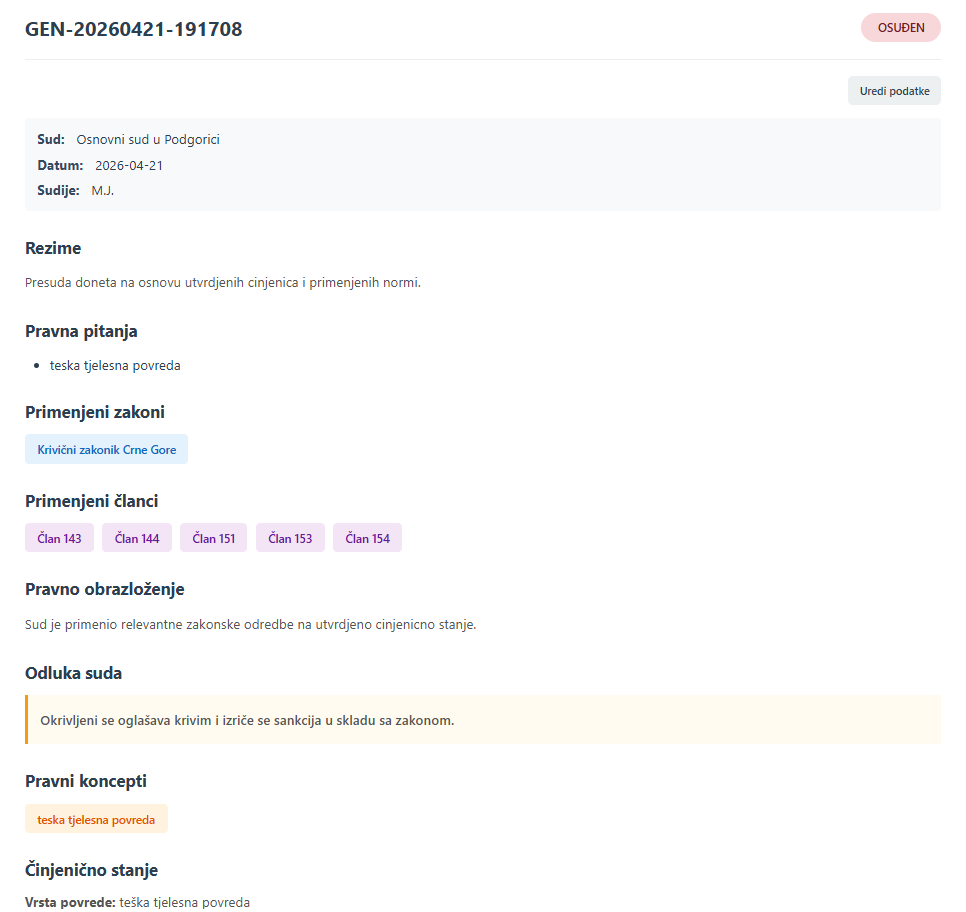 GEN-20260421-191708
OSUĐEN
Uredi podatke
Sud: Osnovni sud u Podgorici
Datum: 2026-04-21
Sudije: M.J.
Rezime
Presuda doneta na osnovu utvrdjenih cinjenica i primenjenih normi.
Pravna pitanja
• teska tjelesna povreda
Primenjeni zakoni
Krivični zakonik Crne Gore
Primenjeni članci
Član 143 Član 144 Član 151 Član 153 Član 154
Pravno obrazloženje
Sud je primenio relevantne zakonske odredbe na utvrdjeno cinjenicno stanje.
Odluka suda
Okrivljeni se oglašava krivim i izriče se sankcija u skladu sa zakonom.
Pravni koncepti
teska tjelesna povreda
Činjenično stanje
Vrsta povrede: teška tjelesna povreda